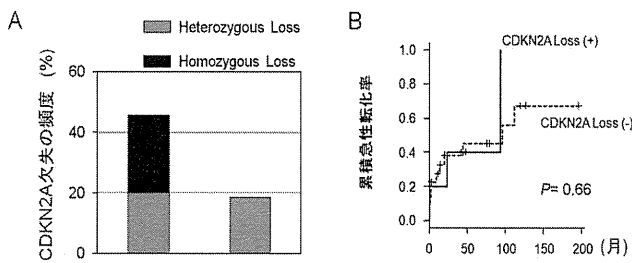 A
Heterozygous Loss
Homozygous Loss
CDKN2A欠失の頻度 (%)
60
40
20
0
B
CDKN2A Loss (+)
CDKN2A Loss (-)
累積急性転化率
1.0
0.8
0.6
0.4
0.2
0.0
P= 0.66
0 50 100 150 200 (月)